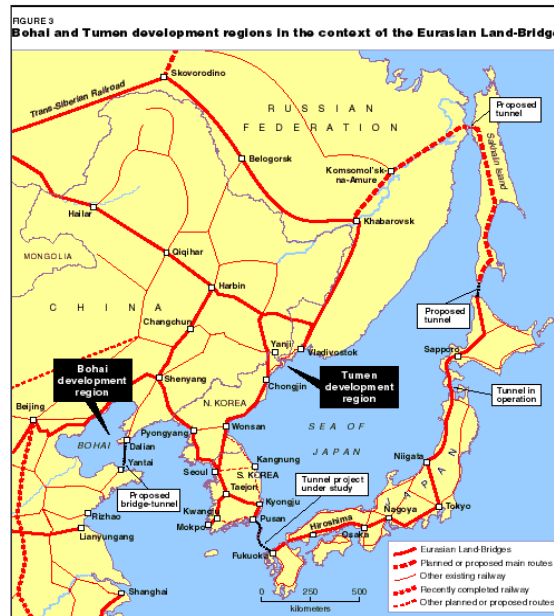 FIGURE 3
Bohai and Tumen development regions in the context of the Eurasian Land-Bridge
Skovorodino
Trans-Siberian Railroad
RUSSIAN
FEDERATION
Proposed
tunnel
Sakhalin Island
Belogorsk
Komsomol'sk-
na-Amure
Hailar
Khabarovsk
Qiqihar
MONGOLIA
Harbin
CHINA
Proposed
tunnel
Changchun
Yanji
Vladivostok
Sapporo
Bohai
development
region
Shenyang
Tumen
development
region
Chongjin
Tunnel in
operation
N. KOREA
Beijing
BOHAI
Pyongyang
Wonsan
SEA OF
JAPAN
Dalian
Yantai
Seoul
Kangnung
S. KOREA
Niigata
Proposed
bridge-tunnel
Taejon
Tunnel project
under study
JAPAN
Kyongju
Rizhao
Kwangju
Mokpo
Pusan
Hiroshima
Nagoya
Tokyo
Lianyungang
Osaka
Fukuoka
Shanghai
0 250 500
kilometers
Eurasian Land-Bridges
Planned or proposed main routes
Other existing railway
Recently completed railway
Other planned or proposed routes